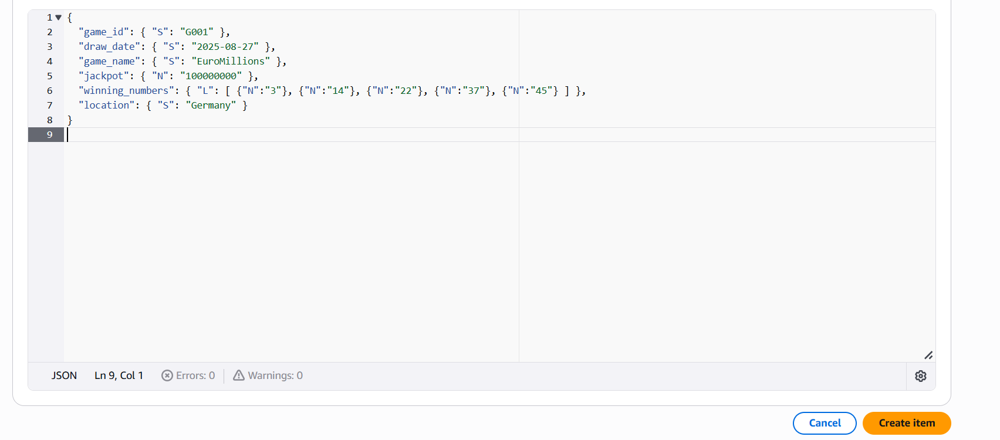 1 {
2 "game_id": { "S": "G001" },
3 "draw_date": { "S": "2025-08-27" },
4 "game_name": { "S": "EuroMillions" },
5 "jackpot": { "N": "100000000" },
6 "winning_numbers": { "L": [ {"N":"3"}, {"N":"14"}, {"N":"22"}, {"N":"37"}, {"N":"45"} ] },
7 "location": { "S": "Germany" }
8 }
9
JSON Ln 9, Col 1 Errors: 0 Warnings: 0
Cancel Create item